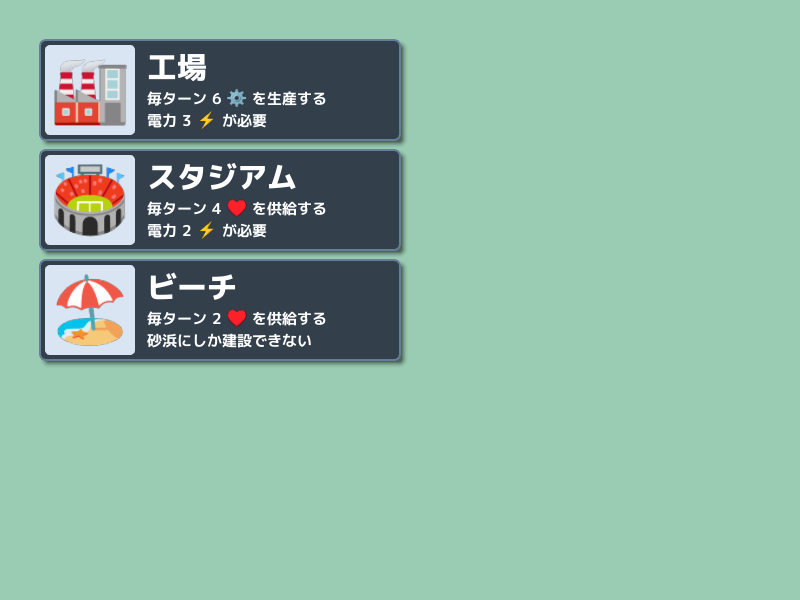 工場
毎ターン 6 ⚙️ を生産する
電力 3 ⚡ が必要
スタジアム
毎ターン 4 ❤️ を供給する
電力 2 ⚡ が必要
ビーチ
毎ターン 2 ❤️ を供給する
砂浜にしか建設できない